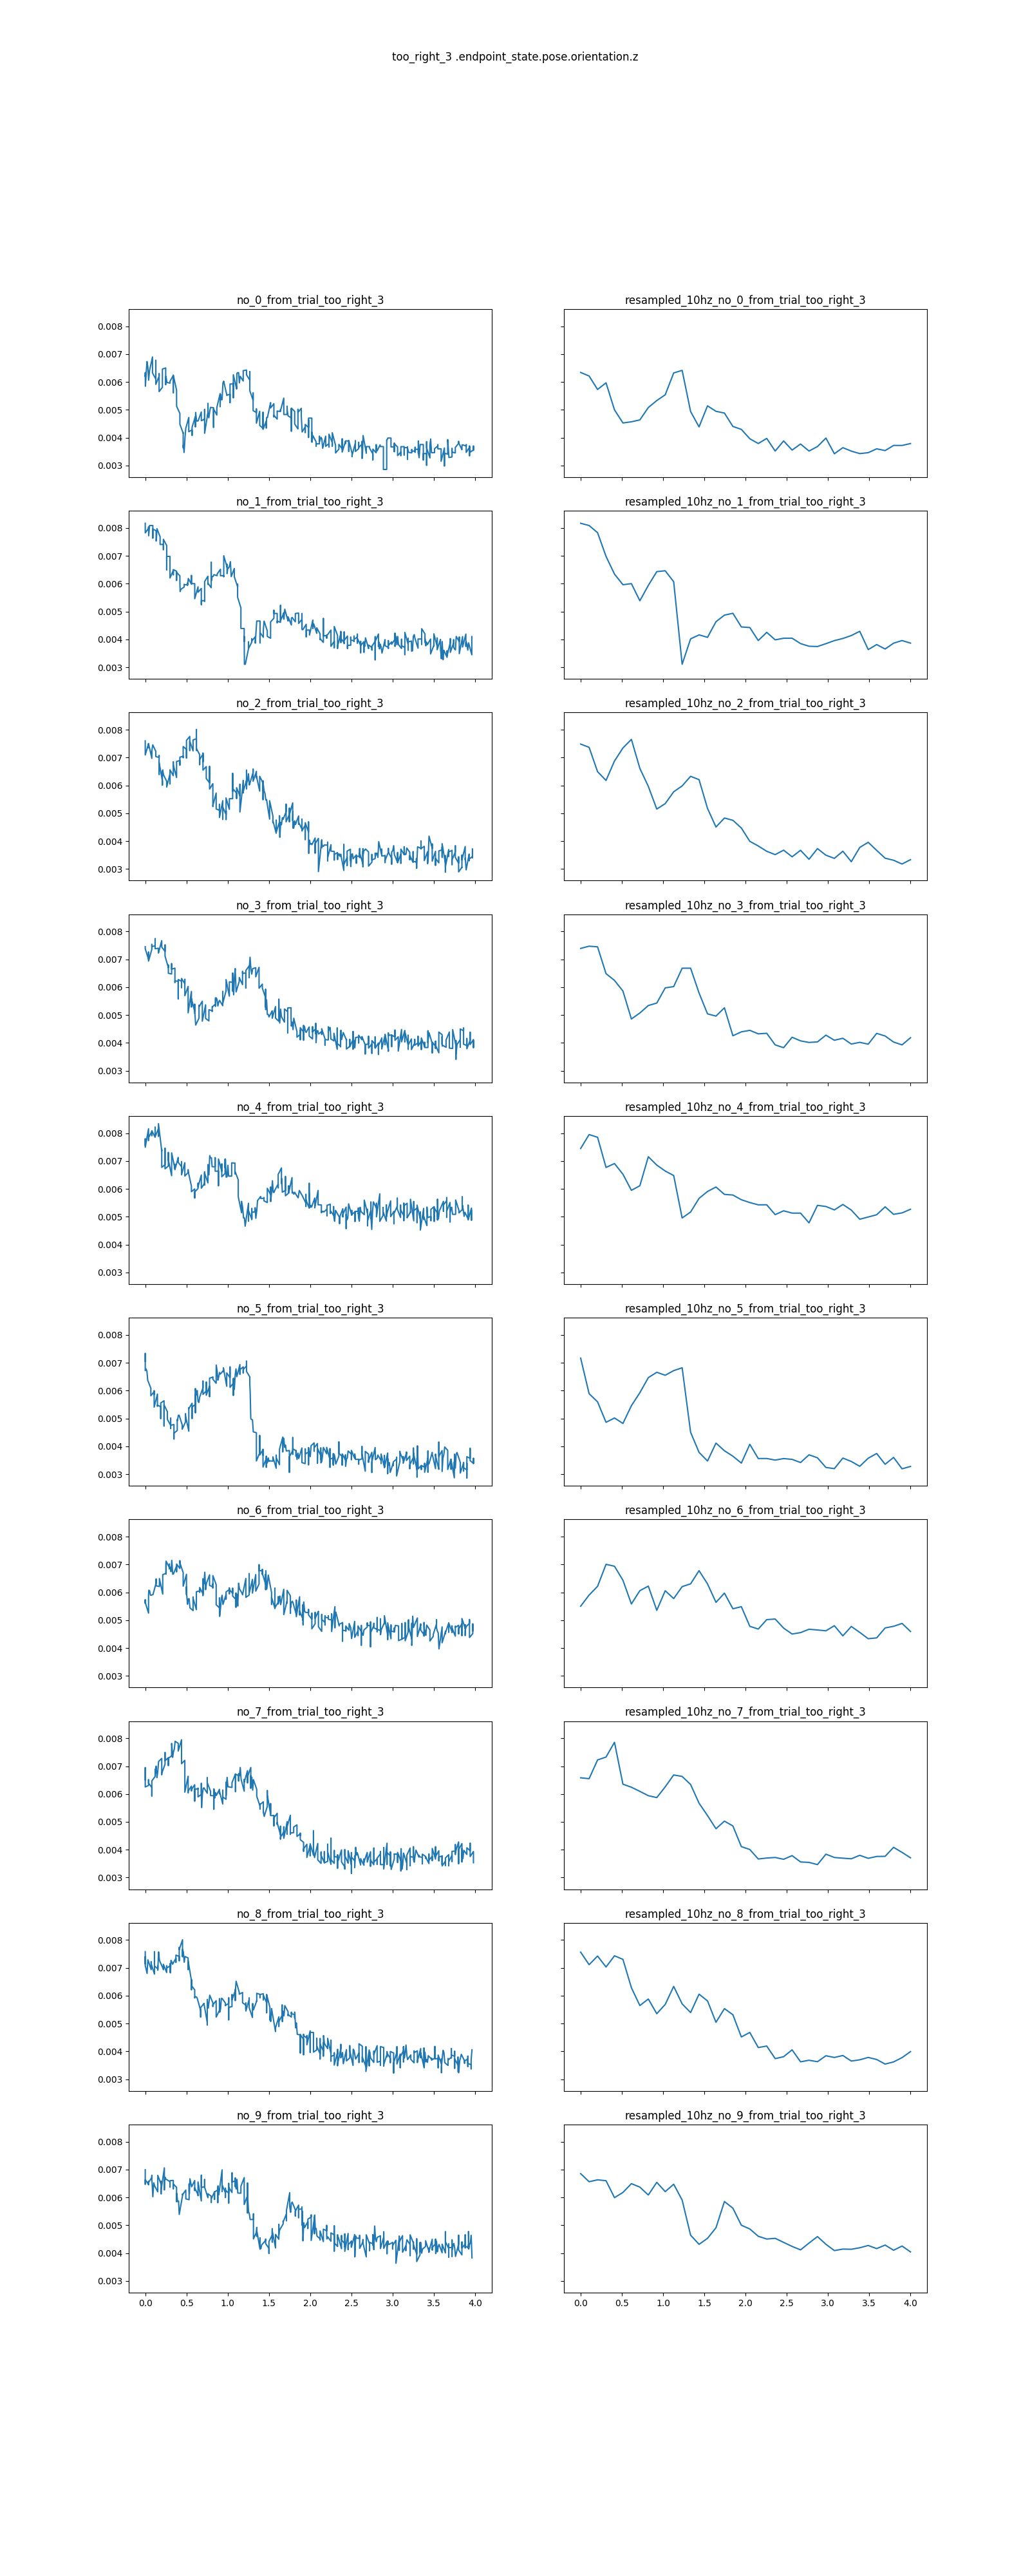 too_right_3 .endpoint_state.pose.orientation.z
no_0_from_trial_too_right_3
resampled_10hz_no_0_from_trial_too_right_3
0.008
0.007
0.006
0.005
0.004
0.003
no_1_from_trial_too_right_3
resampled_10hz_no_1_from_trial_too_right_3
0.008
0.007
0.006
0.005
0.004
0.003
no_2_from_trial_too_right_3
resampled_10hz_no_2_from_trial_too_right_3
0.008
0.007
0.006
0.005
0.004
0.003
no_3_from_trial_too_right_3
resampled_10hz_no_3_from_trial_too_right_3
0.008
0.007
0.006
0.005
0.004
0.003
no_4_from_trial_too_right_3
resampled_10hz_no_4_from_trial_too_right_3
0.008
0.007
0.006
0.005
0.004
0.003
no_5_from_trial_too_right_3
resampled_10hz_no_5_from_trial_too_right_3
0.008
0.007
0.006
0.005
0.004
0.003
no_6_from_trial_too_right_3
resampled_10hz_no_6_from_trial_too_right_3
0.008
0.007
0.006
0.005
0.004
0.003
no_7_from_trial_too_right_3
resampled_10hz_no_7_from_trial_too_right_3
0.008
0.007
0.006
0.005
0.004
0.003
no_8_from_trial_too_right_3
resampled_10hz_no_8_from_trial_too_right_3
0.008
0.007
0.006
0.005
0.004
0.003
no_9_from_trial_too_right_3
resampled_10hz_no_9_from_trial_too_right_3
0.008
0.007
0.006
0.005
0.004
0.003
0.0 0.5 1.0 1.5 2.0 2.5 3.0 3.5 4.0
0.0 0.5 1.0 1.5 2.0 2.5 3.0 3.5 4.0